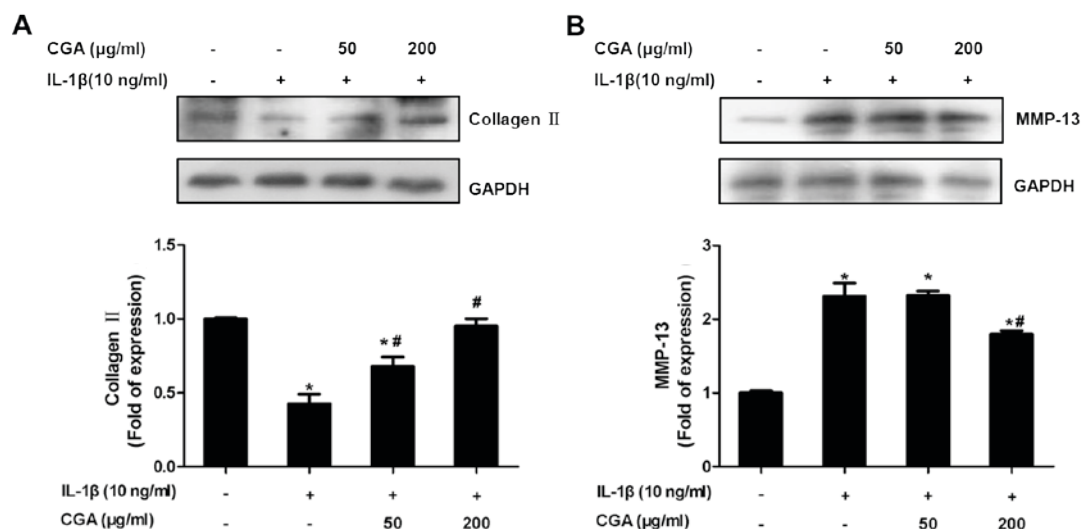 A
CGA (µg/ml) - - 50 200
IL-1β(10 ng/ml) - + + +
Collagen Ⅱ
GAPDH
1.5
1.0
0.5
0.0
Collagen Ⅱ
(Fold of expression)
*
* #
#
IL-1β (10 ng/ml) - + + +
CGA (µg/ml) - - 50 200
B
CGA (µg/ml) - - 50 200
IL-1β(10 ng/ml) - + + +
MMP-13
GAPDH
3
2
1
0
MMP-13
(Fold of expression)
*
*
*#
IL-1β (10 ng/ml) - + + +
CGA (µg/ml) - - 50 200